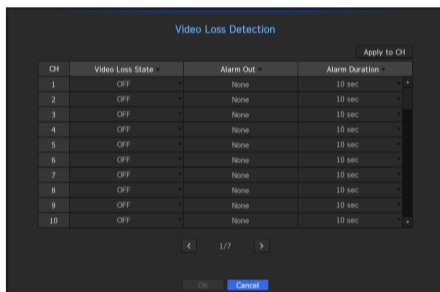 Video Loss Detection
Apply to CH
CH Video Loss State Alarm Out Alarm Duration
1 OFF None 10 sec
2 OFF None 10 sec
3 OFF None 10 sec
4 OFF None 10 sec
5 OFF None 10 sec
6 OFF None 10 sec
7 OFF None 10 sec
8 OFF None 10 sec
9 OFF None 10 sec
10 OFF None 10 sec
< 1/7 >
OK Cancel